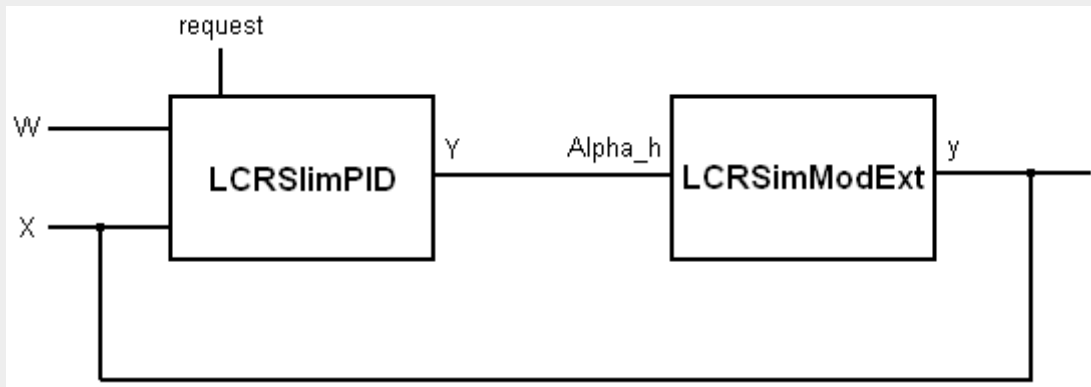 request
W
LCRSlimPID
Y
Alpha_h
LCRSimModExt
y
X